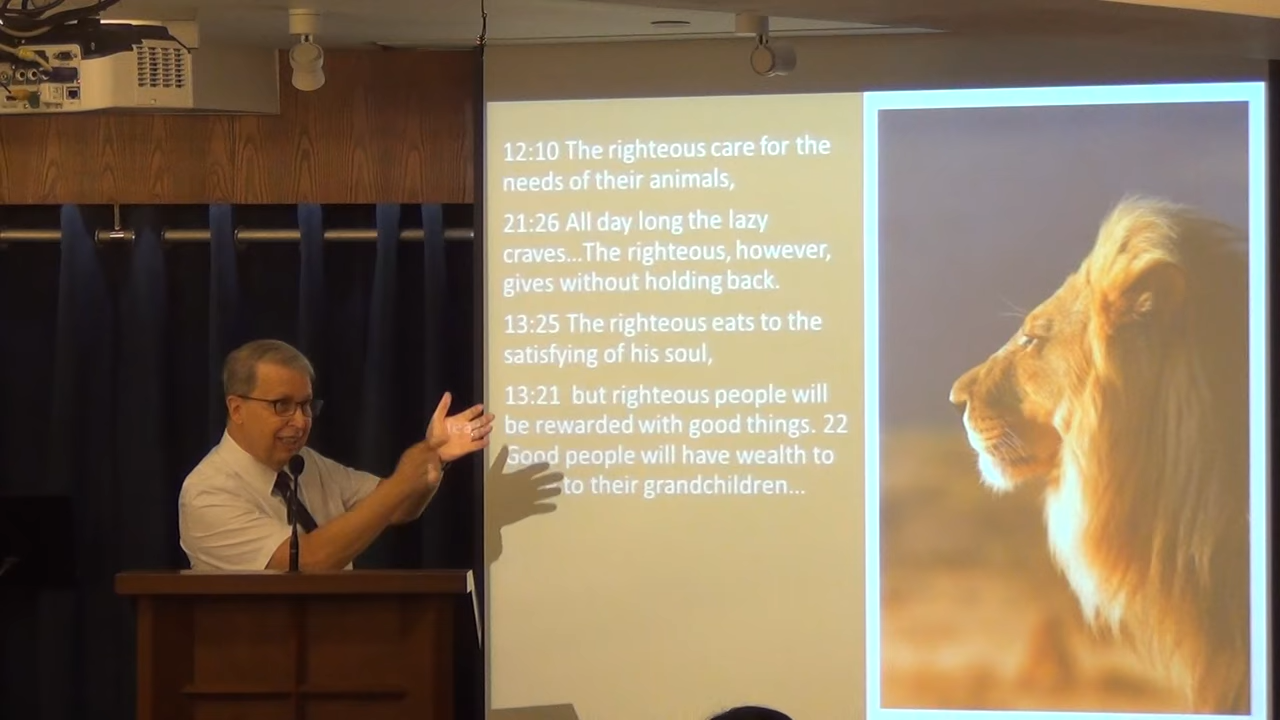 12:10 The righteous care for the
needs of their animals,
21:26 All day long the lazy
craves...The righteous, however,
gives without holding back.
13:25 The righteous eats to the
satisfying of his soul,
13:21 but righteous people will
be rewarded with good things. 22
Good people will have wealth to
to their grandchildren...